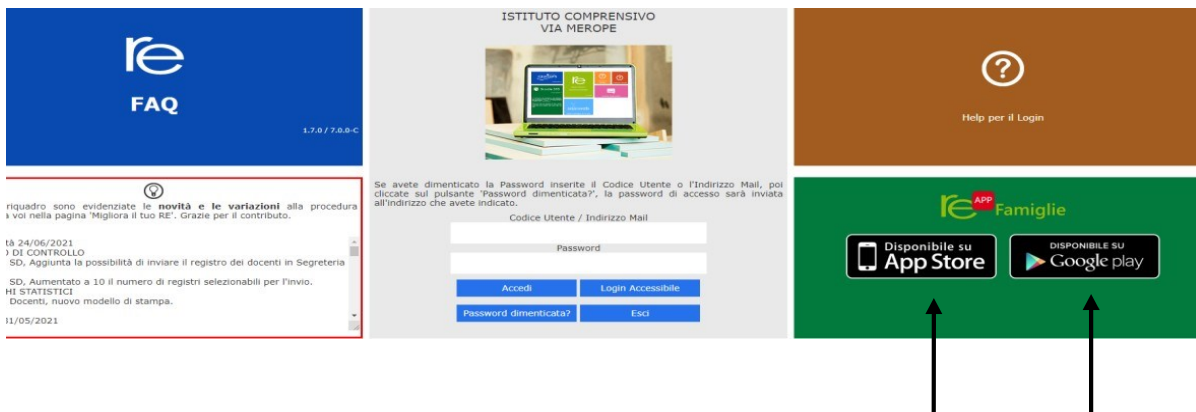 re
FAQ
1.7.0 / 7.0.0-C
riquadro sono evidenziate le novità e le variazioni alla procedura
a voi nella pagina 'Migliora il tuo RE'. Grazie per il contributo.
tà 24/06/2021
DI CONTROLLO
SD, Aggiunta la possibilità di inviare il registro dei docenti in Segreteria
SD, Aumentato a 10 il numero di registri selezionabili per l'invio.
HI STATISTICI
Docenti, nuovo modello di stampa.
31/05/2021
ISTITUTO COMPRENSIVO
VIA MEROPE
Se avete dimenticato la Password inserite il Codice Utente o l'Indirizzo Mail, poi
cliccate sul pulsante 'Password dimenticata?', la password di accesso sarà inviata
all'indirizzo che avete indicato.
Codice Utente / Indirizzo Mail
Password
Accedi Login Accessibile
Password dimenticata? Esci
?
Help per il Login
re APP Famiglie
Disponibile su
App Store
DISPONIBILE SU
Google play